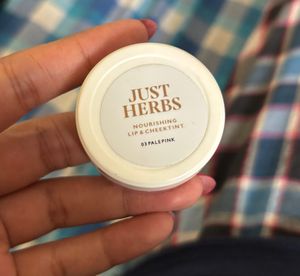 JUST
HERBS
NOURISHING
LIP & CHEEK TINT.
03 PALE PINK